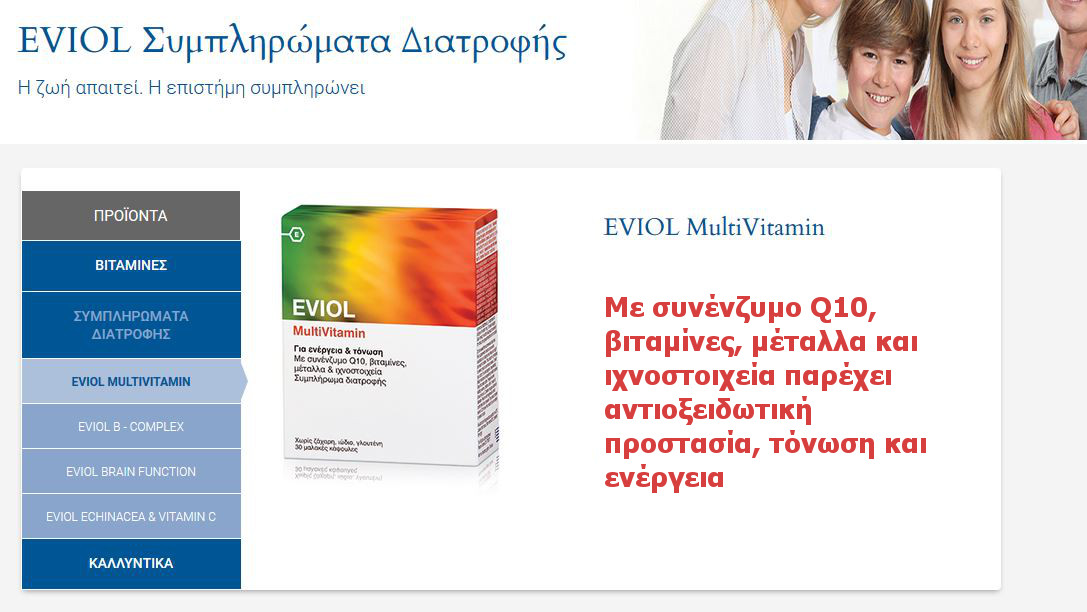 EVIOL Συμπληρώματα Διατροφής
Η ζωή απαιτεί. Η επιστήμη συμπληρώνει
ΠΡΟΪΟΝΤΑ
ΒΙΤΑΜΙΝΕΣ
ΣΥΜΠΛΗΡΩΜΑΤΑ
ΔΙΑΤΡΟΦΗΣ
EVIOL MULTIVITAMIN
EVIOL B - COMPLEX
EVIOL BRAIN FUNCTION
EVIOL ECHINACEA & VITAMIN C
ΚΑΛΛΥΝΤΙΚΑ
E
EVIOL
MultiVitamin
Για ενέργεια & τόνωση
Με συνένζυμο Q10, βιταμίνες,
μέταλλα & ιχνοστοιχεία
Συμπλήρωμα διατροφής
Χωρίς ζάχαρη, ιώδιο, γλουτένη
30 μαλακές κάψουλες
EVIOL MultiVitamin
Με συνένζυμο Q10,
βιταμίνες, μέταλλα και
ιχνοστοιχεία παρέχει
αντιοξειδωτική
προστασία, τόνωση και
ενέργεια